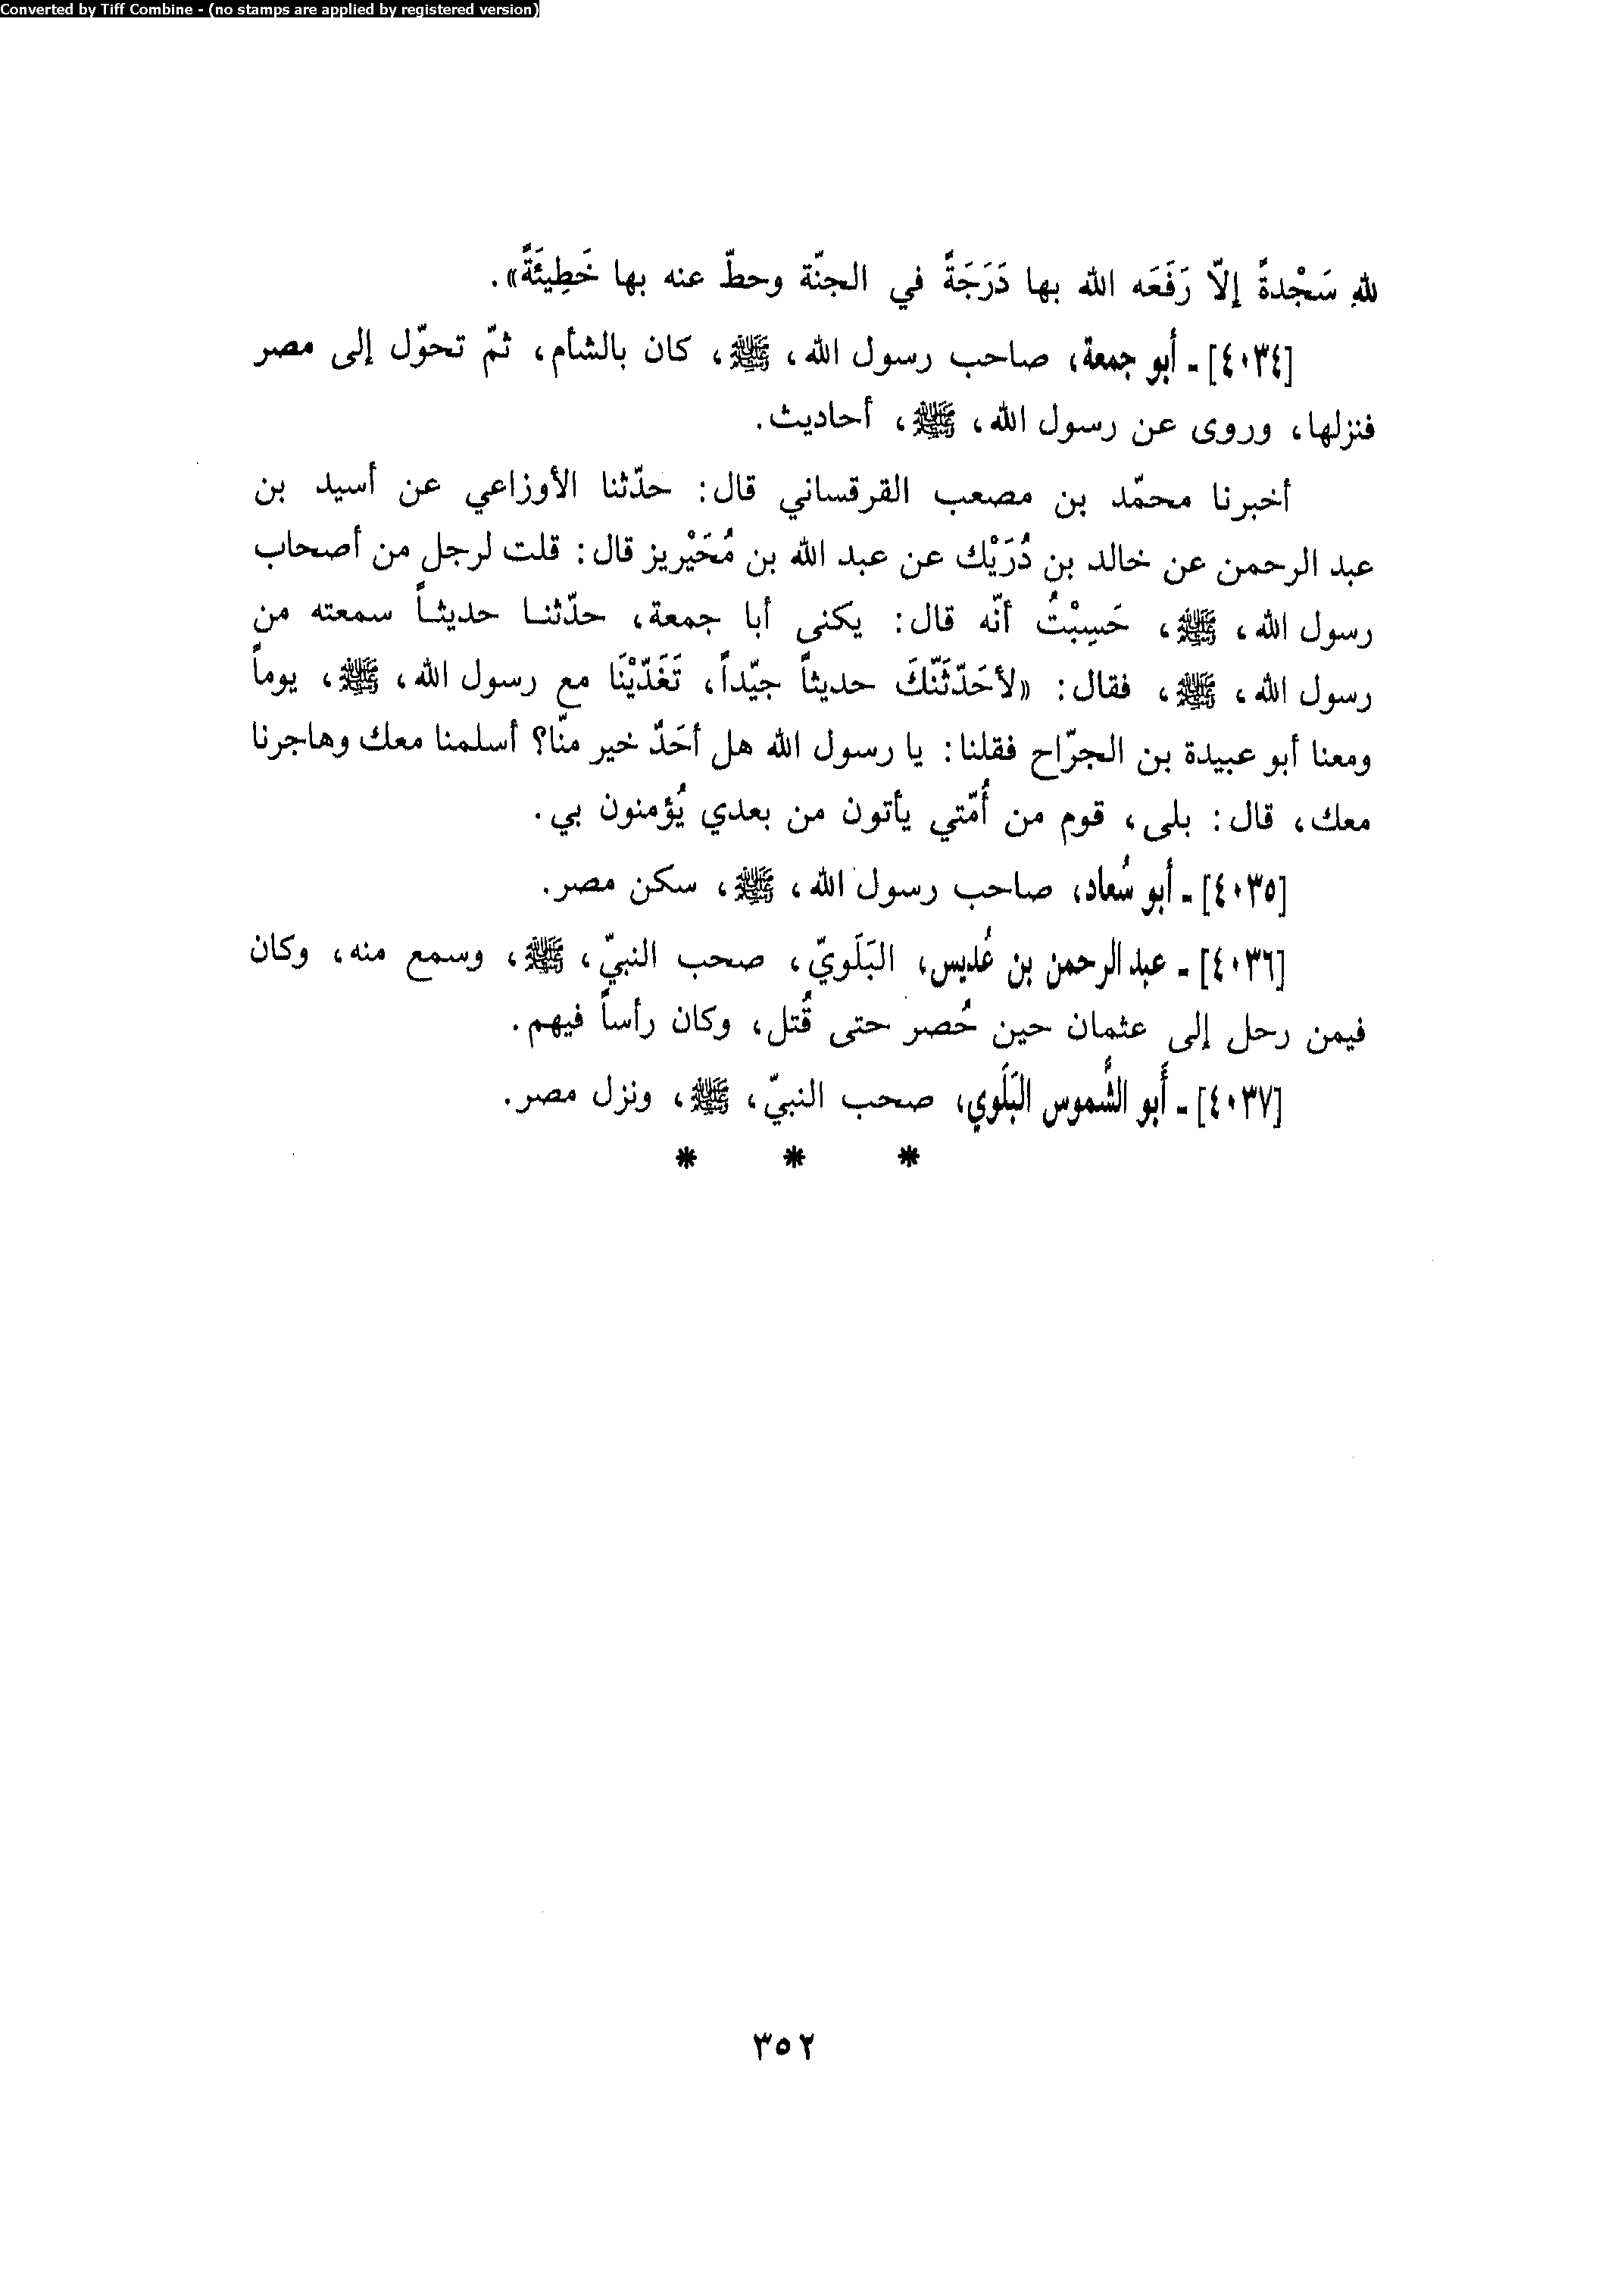 Converted by Tiff Combine - (no stamps are applied by registered version)
للهِ سَجْدةً إلاّ رَفَعَه الله بها دَرَجَةً في الجنّة وحطّ عنه بها خَطِيئَةً».
[٤٠٣٤] ـ أبو جمعة، صاحب رسول الله، ﷺ، كان بالشأم، ثمّ تحوّل إلى مصر
فنزلها، وروى عن رسول الله، ﷺ، أحاديث.
أخبرنا محمّد بن مصعب القرقساني قال: حدّثنا الأوزاعي عن أسيد بن
عبد الرحمن عن خالد بن دُرَيْك عن عبد الله بن مُحَيْريز قال: قلت لرجل من أصحاب
رسول الله، ﷺ، حَسِبْتُ أنّه قال: يكنى أبا جمعة، حدّثنا حديثاً سمعته من
رسول الله، ﷺ، فقال: «لأحَدّثَنّكَ حديثاً جيّداً، تَغَدّيْنَا مع رسول الله، ﷺ، يوماً
ومعنا أبو عبيدة بن الجرّاح فقلنا: يا رسول الله هل أحَدٌ خير منّا؟ أسلمنا معك وهاجرنا
معك، قال: بلى، قوم من أُمّتي يأتون من بعدي يُؤمنون بي.
[٤٠٣٥] ـ أبو سُعاد، صاحب رسول الله، ﷺ، سكن مصر.
[٤٠٣٦] ـ عبد الرحمن بن عُديس، البَلَويّ، صحب النبيّ، ﷺ، وسمع منه، وكان
فيمن رحل إلى عثمان حين حُصر حتى قُتل، وكان رأساً فيهم.
[٤٠٣٧] ـ أَبو الشَّموس البَلَوي، صحب النبيّ، ﷺ، ونزل مصر.
* * *
٣٥٢